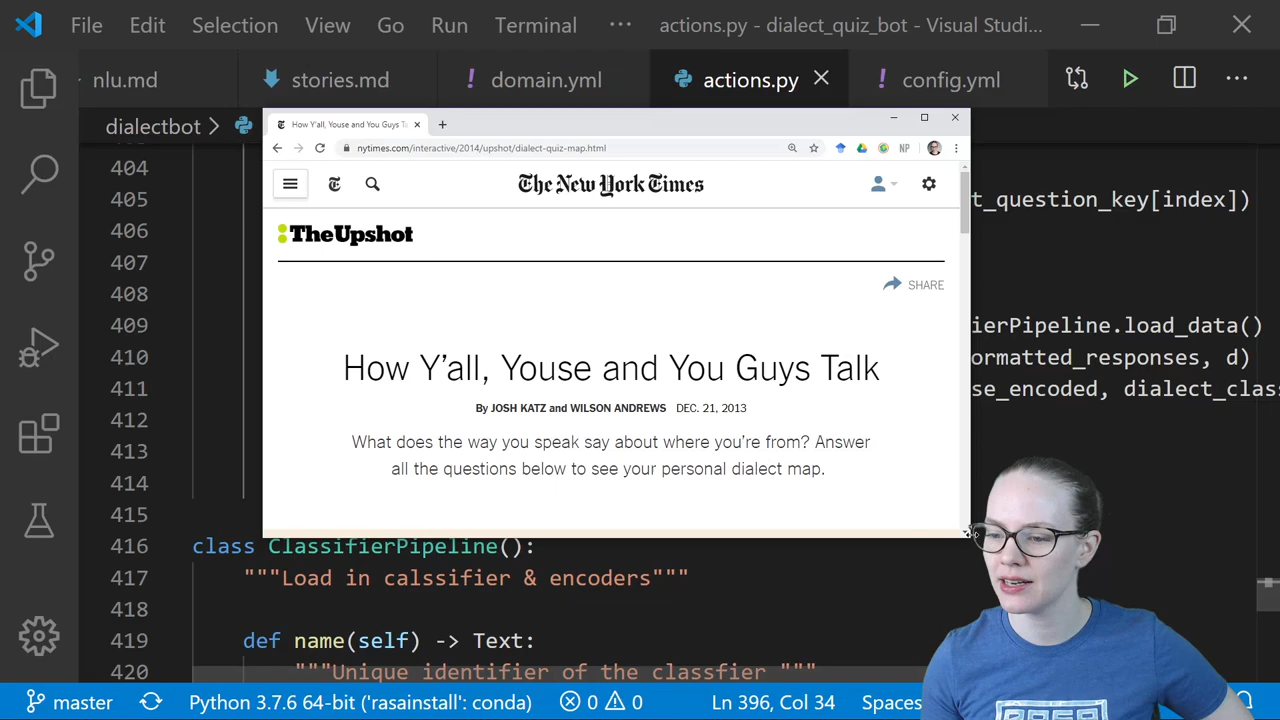 File Edit Selection View Go Run Terminal ··· actions.py - dialect_quiz_bot - Visual Studi...
nlu.md stories.md domain.yml actions.py config.yml
dialectbot
How Y'all, Youse and You Guys Ta
nytimes.com/interactive/2014/upshot/dialect-quiz-map.html
NP
The New York Times
TheUpshot
SHARE
How Y'all, Youse and You Guys Talk
By JOSH KATZ and WILSON ANDREWS DEC. 21, 2013
What does the way you speak say about where you're from? Answer
all the questions below to see your personal dialect map.
404
405 t_question_key[index])
406
407
408
409 ierPipeline.load_data()
410 ormatted_responses, d)
411 se_encoded, dialect_clas
412
413
414
415
416 class ClassifierPipeline():
417 """Load in calssifier & encoders"""
418
419 def name(self) -> Text:
420 """Unique identifier of the classfier """
master Python 3.7.6 64-bit ('rasainstall': conda) 0 0 Ln 396, Col 34 Spaces